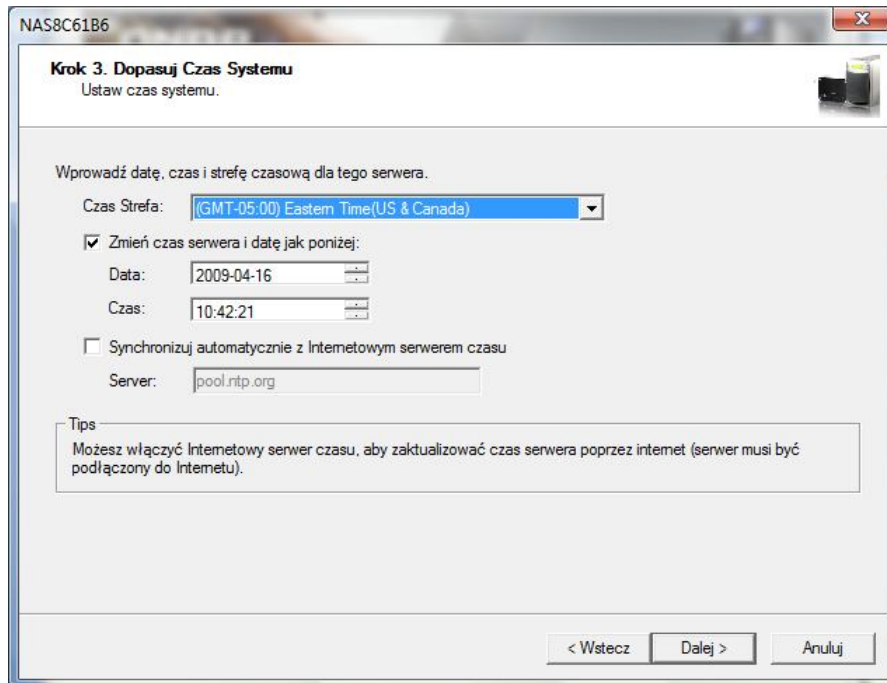 NAS8C61B6
Krok 3. Dopasuj Czas Systemu
Ustaw czas systemu.
Wprowadź datę, czas i strefę czasową dla tego serwera.
Czas Strefa: (GMT-05:00) Eastern Time(US & Canada)
Zmień czas serwera i datę jak poniżej:
Data: 2009-04-16
Czas: 10:42:21
Synchronizuj automatycznie z Internetowym serwerem czasu
Server: pool.ntp.org
Tips
Możesz włączyć Internetowy serwer czasu, aby zaktualizować czas serwera poprzez internet (serwer musi być
podłączony do Internetu).
< Wstecz Dalej > Anuluj